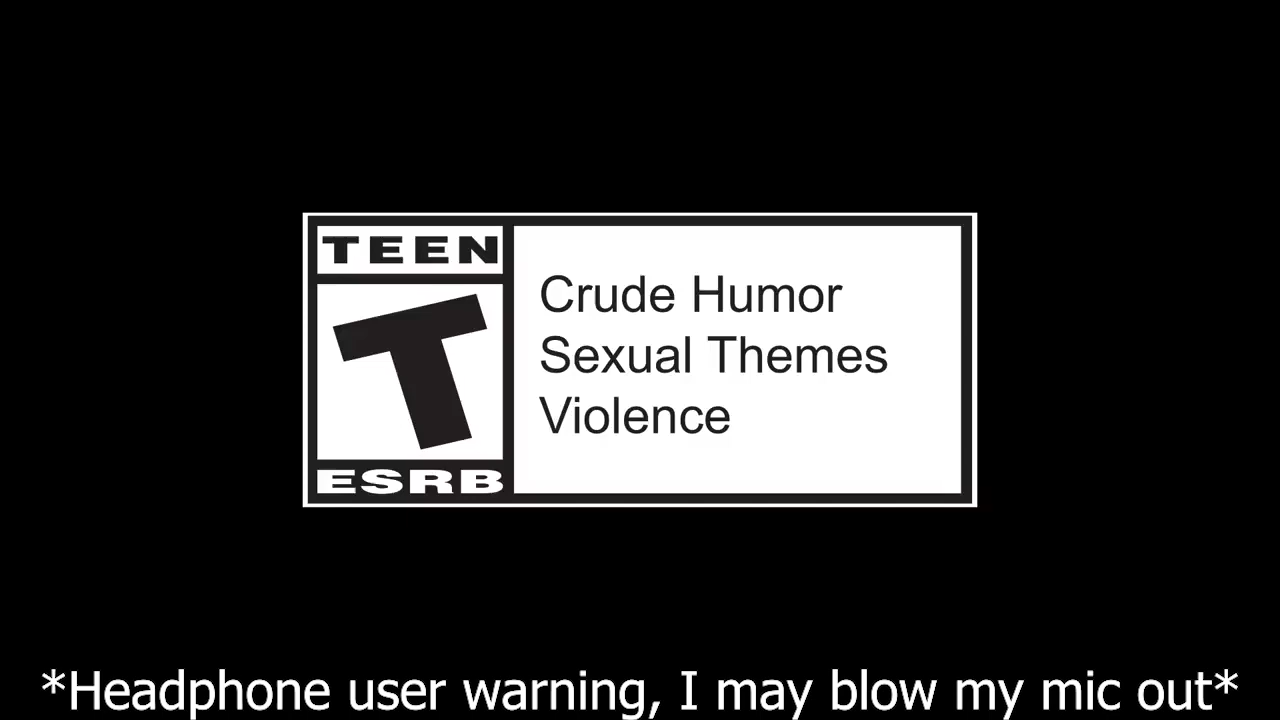 TEEN
T
ESRB
Crude Humor
Sexual Themes
Violence
*Headphone user warning, I may blow my mic out*